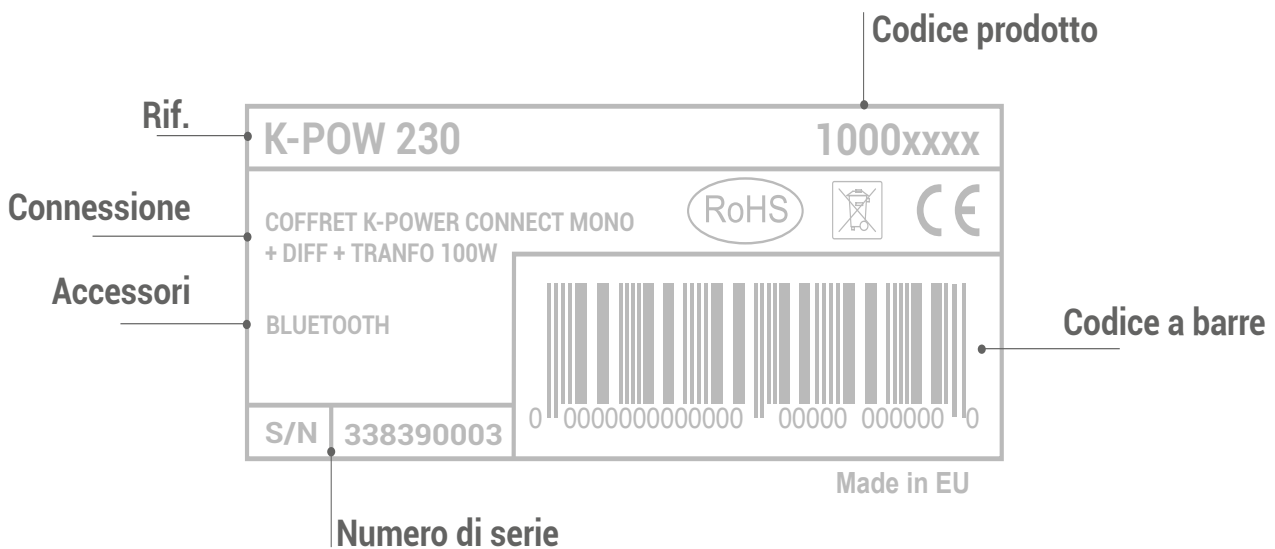 Codice prodotto
Rif.
K-POW 230
1000xxxx
Connessione
COFFRET K-POWER CONNECT MONO
+ DIFF + TRANFO 100W
RoHS
CE
Accessori
BLUETOOTH
Codice a barre
0 0000000000000 00000 000000 0
S/N
338390003
Made in EU
Numero di serie